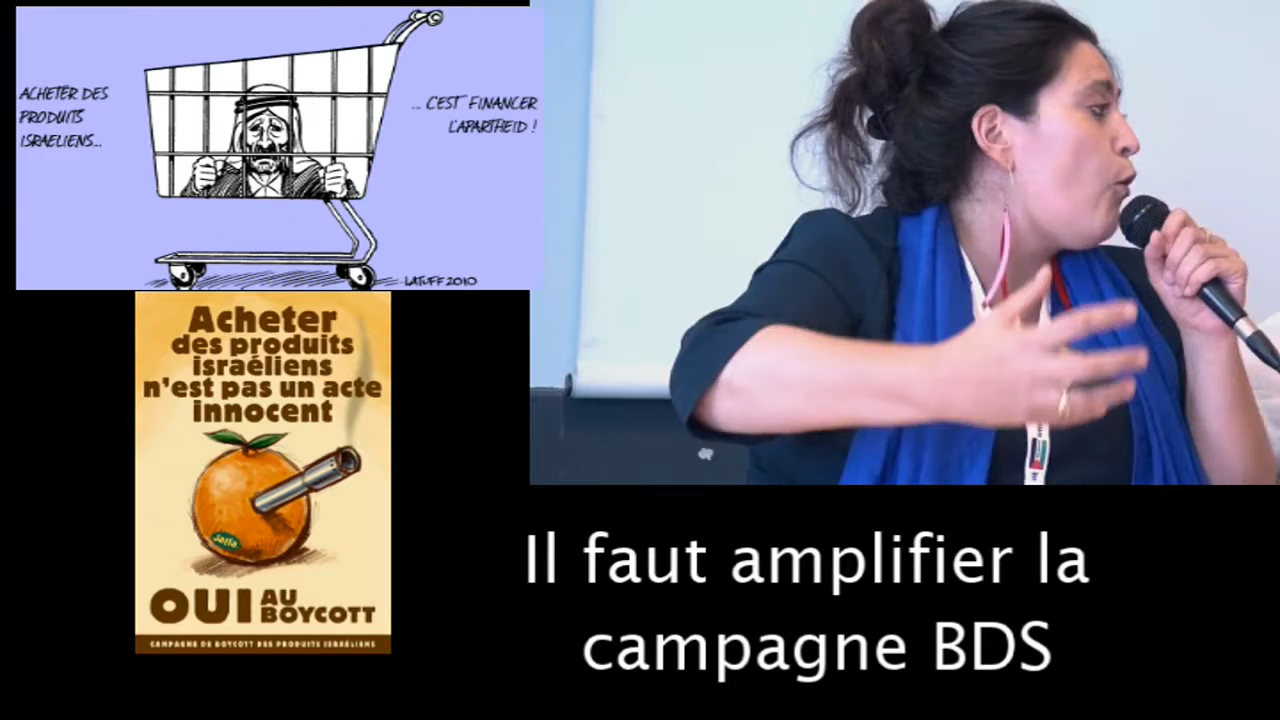 ACHETER DES
PRODUITS
ISRAELIENS...
... C'EST FINANCER
L'APARTHEID !
LATUFF 2010
Acheter
des produits
israéliens
n'est pas un acte
innocent
Jaffa
OUI AU
BOYCOTT
CAMPAGNE DE BOYCOTT DES PRODUITS ISRAÉLIENS
Il faut amplifier la
campagne BDS